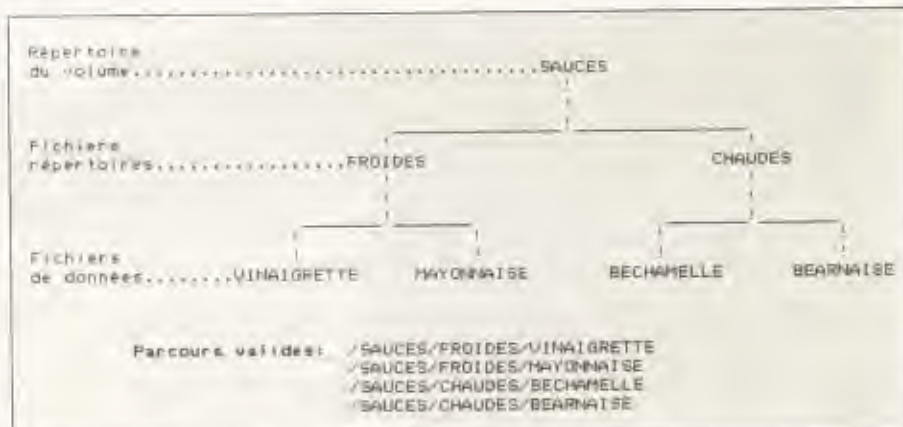 Répertoire
du volume......................................SAUCES
Fichiers
répertoires.................FROIDES CHAUDES
Fichiers
de données........VINAIGRETTE MAYONNAISE BECHAMELLE BEARNAISE
Parcours valides: /SAUCES/FROIDES/VINAIGRETTE
/SAUCES/FROIDES/MAYONNAISE
/SAUCES/CHAUDES/BECHAMELLE
/SAUCES/CHAUDES/BEARNAISE